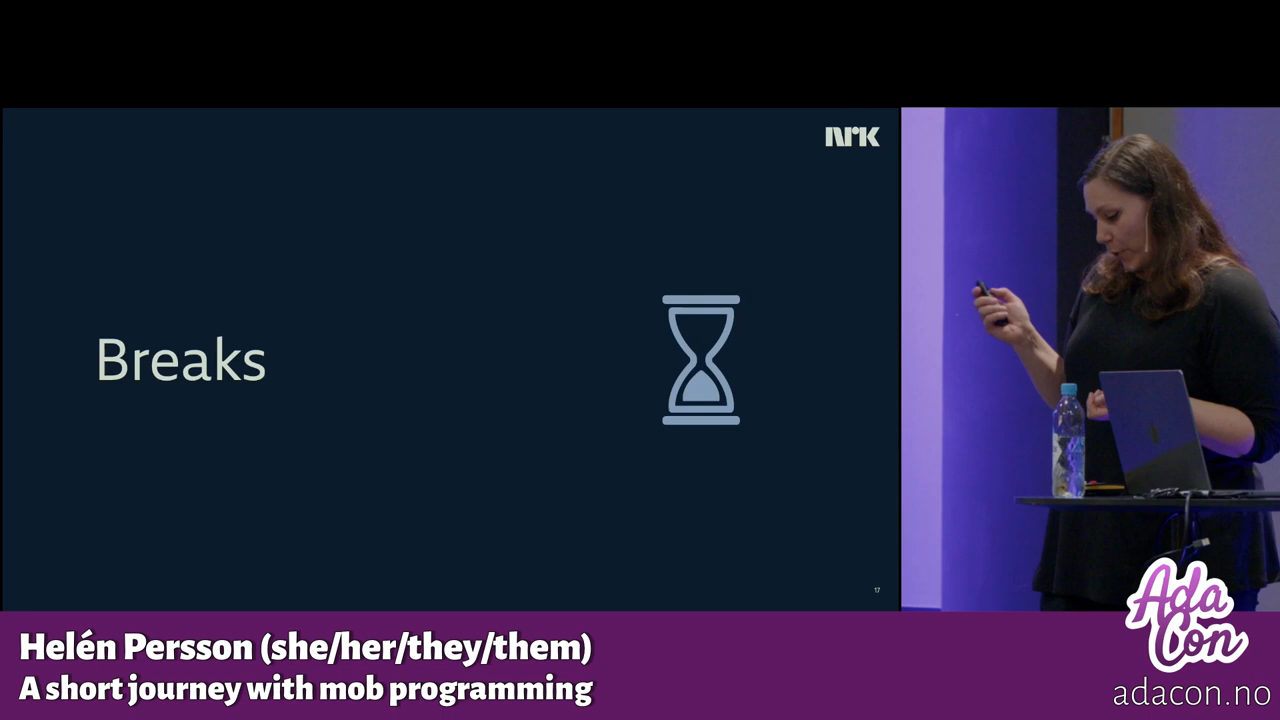 NRK
Breaks
17
Helén Persson (she/her/they/them)
A short journey with mob programming
Ada
Con
adacon.no